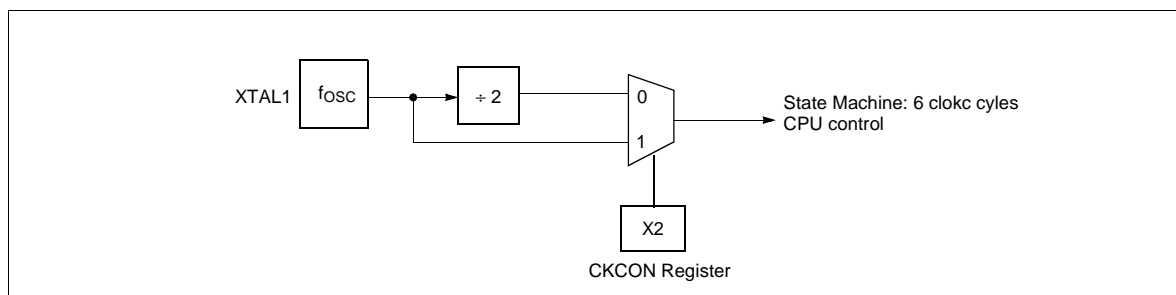 XTAL1
fOSC
÷ 2
0
1
State Machine: 6 clokc cyles
CPU control
X2
CKCON Register